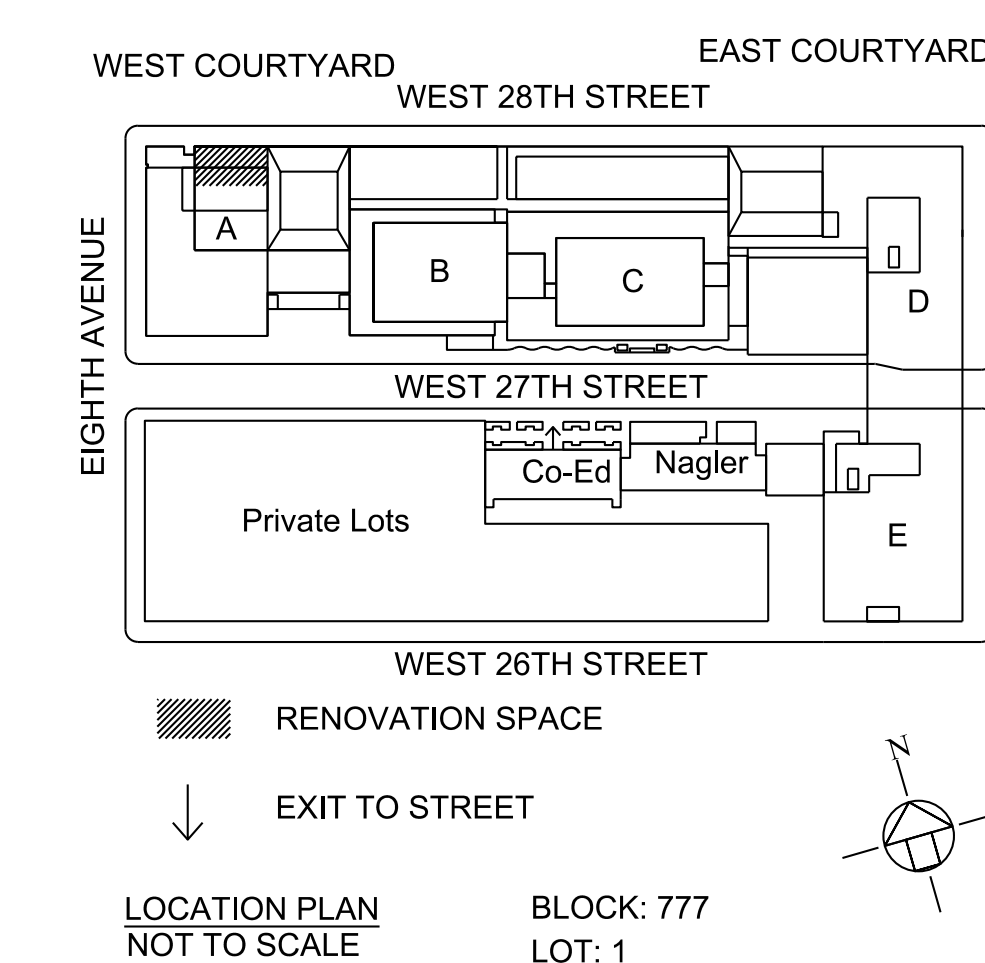 WEST COURTYARD
EAST COURTYARD
WEST 28TH STREET
EIGHTH AVENUE
A
B
C
D
WEST 27TH STREET
Co-Ed
Nagler
Private Lots
E
WEST 26TH STREET
RENOVATION SPACE
N
EXIT TO STREET
LOCATION PLAN
NOT TO SCALE
BLOCK: 777
LOT: 1